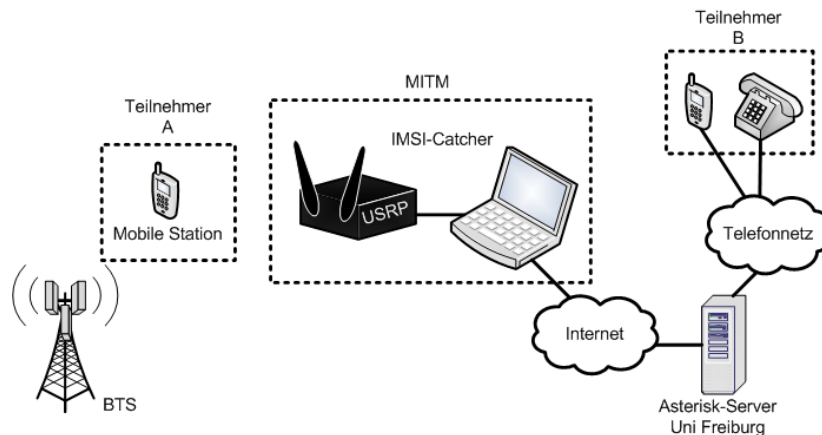 Teilnehmer
B
MITM
Teilnehmer
A
IMSI-Catcher
USRP
Mobile Station
Telefonnetz
Internet
BTS
Asterisk-Server
Uni Freiburg